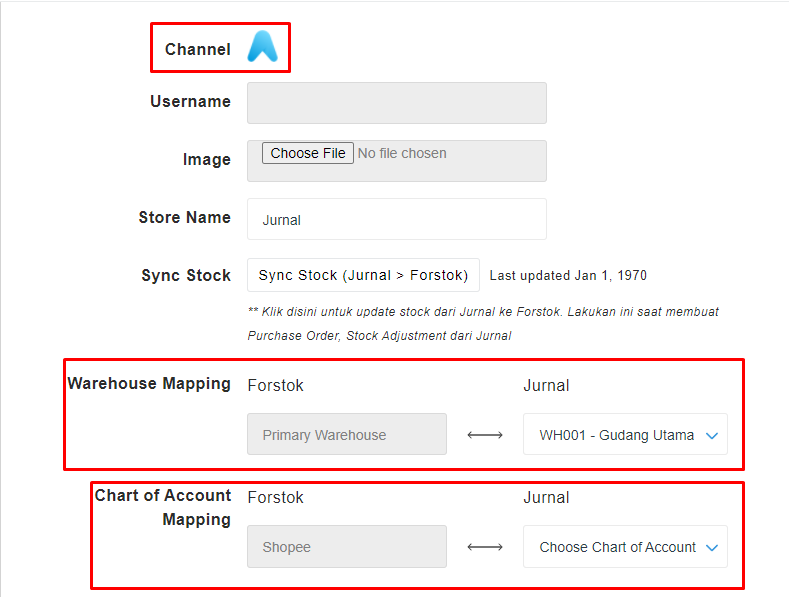 Channel
Username
Image Choose File No file chosen
Store Name Jurnal
Sync Stock Sync Stock (Jurnal > Forstok) Last updated Jan 1, 1970
** Klik disini untuk update stock dari Jurnal ke Forstok. Lakukan ini saat membuat
Purchase Order, Stock Adjustment dari Jurnal
Warehouse Mapping Forstok Jurnal
Primary Warehouse WH001 - Gudang Utama
Chart of Account Forstok Jurnal
Mapping
Shopee Choose Chart of Account